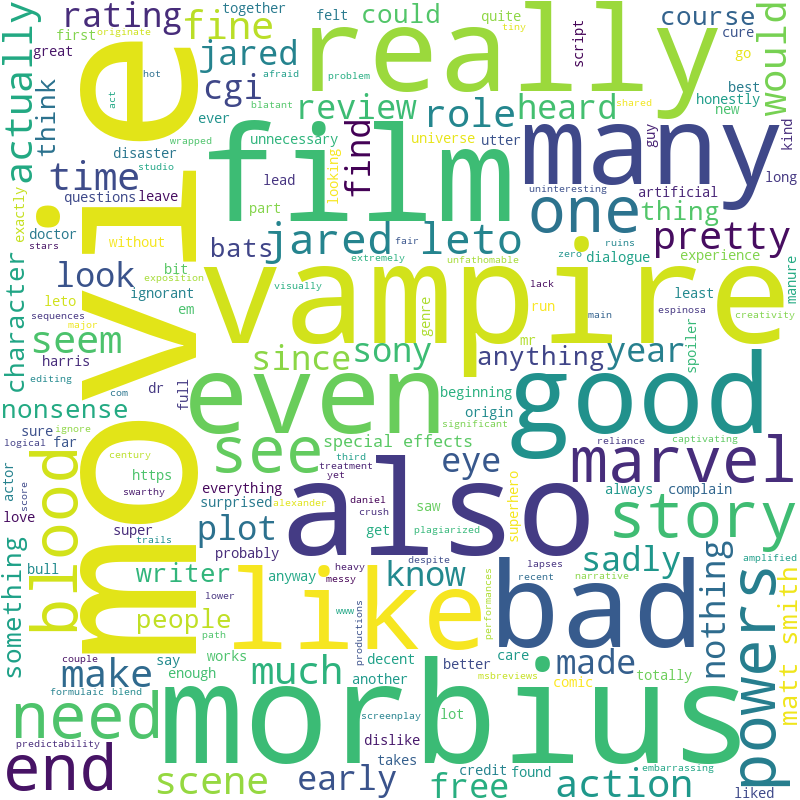 together
quite
could
script
course
first
originate
rating
fine
felt
really
would
great
hot
afraid
problem
tiny
cure
jared
go
actually
movie
act
cgi
blatant
review
role
heard
shared
best
think
ever
wrapped
unnecessary
universe
utter
many
guy
honestly
new
kind
disaster
studio
film
find
looking
time
lead
uninteresting
artificial
long
exactly
questions
leave
part
one
thing
doctor
stars
without
bats
jared leto
fair
pretty
extremely
unfathomable
zero
dialogue
ruins
experience
look
exposition
visually
vampire
lack
main
espinosa
least
manure
character
leto
bit
ignorant
em
genre
run
creativity
sequences
major
seem
mr
spoiler
harris
since
sony
anything
year
nonsense
dr
full
even
beginning
origin
good
sure
far
see
special effects
significant
logical
editing
com
ignore
reliance
captivating
century
third
treatment
yet
eye
marvel
actor
score
https
swarthy
everything
daniel
superhero
always
complain
love
blood
super
surprised
alexander
crush
saw
get
plagiarized
story
trails
plot
probably
also
something
bull
writer
anyway
heavy
messy
know
despite
lapses
recent
sadly
narrative
amplified
nothing
powers
people
lower
like
www
productions
performances
bad
matt smith
path
couple
say
works
decent
better
care
made
make
enough
much
another
msbreviews
totally
formulaic blend
comic
need
morbius
lot
screenplay
predictability
dislike
end
takes
credit
found
embarrassing
scene
early
free
action
liked